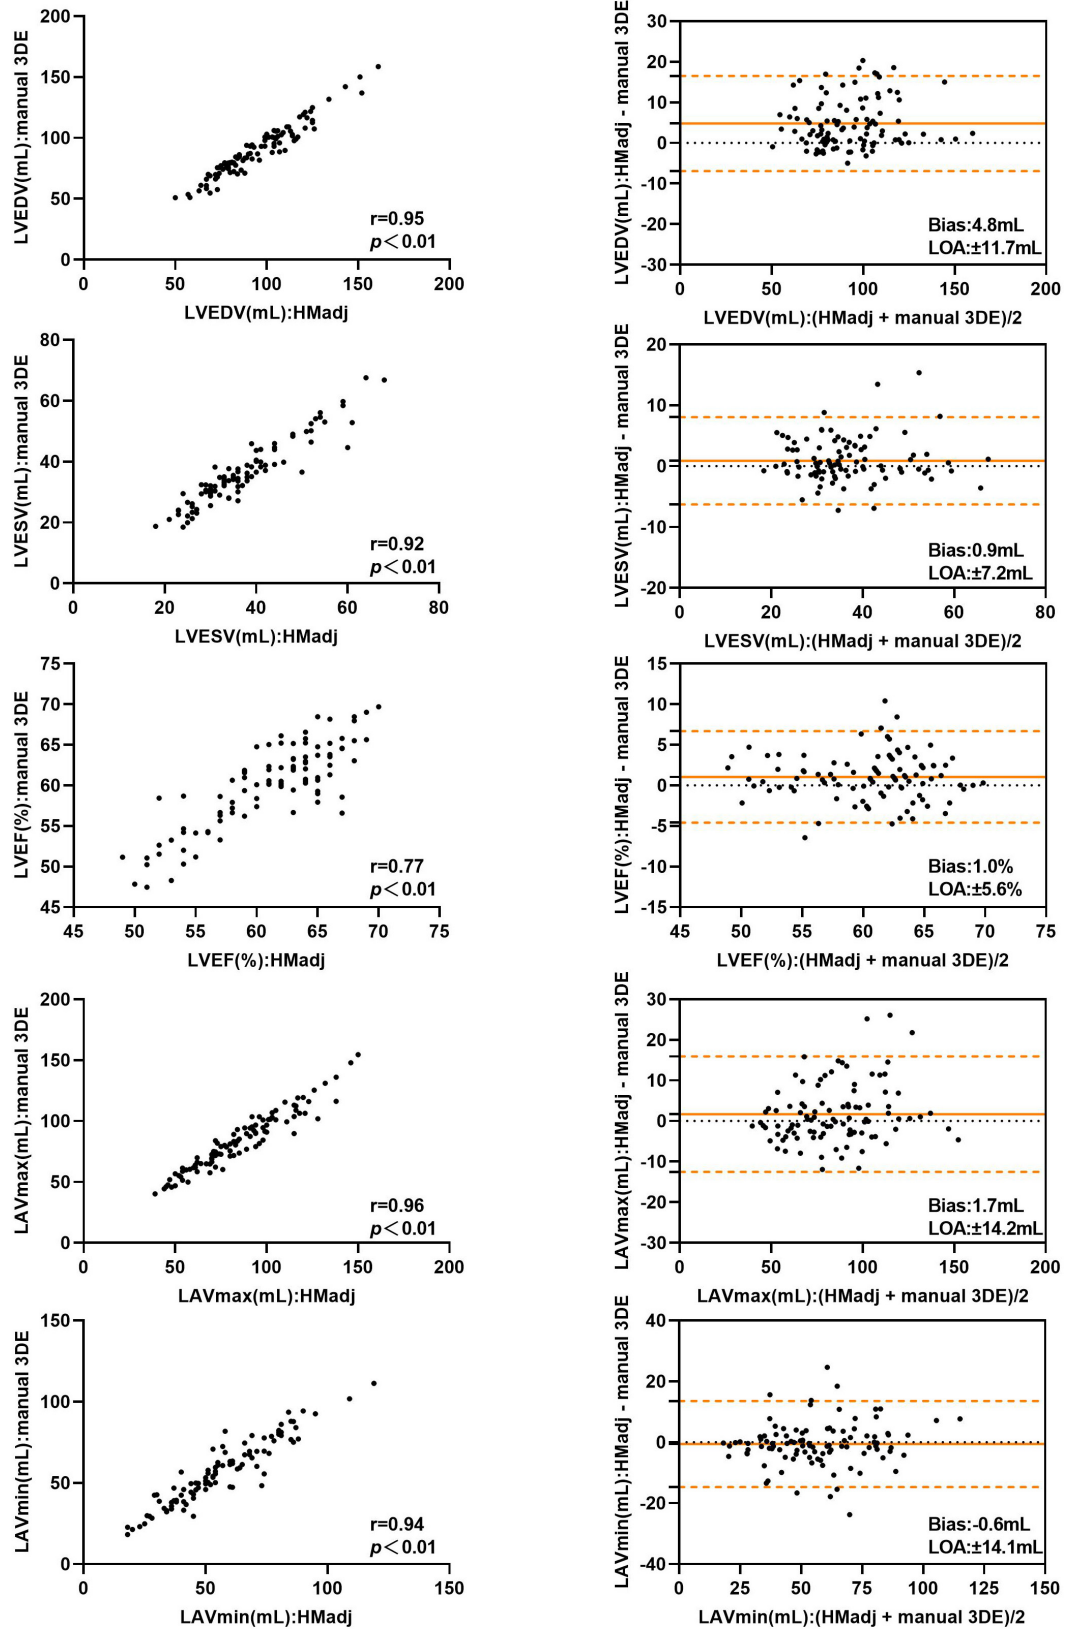 LVEDV(mL):manual 3DE
200
150
100
50
0
0 50 100 150 200
r=0.95
p<0.01
LVEDV(mL):HMadj
LVEDV(mL):HMadj - manual 3DE
30
20
10
0
-10
-20
-30
0 50 100 150 200
Bias:4.8mL
LOA:±11.7mL
LVEDV(mL):(HMadj + manual 3DE)/2
LVESV(mL):manual 3DE
80
60
40
20
0
0 20 40 60 80
r=0.92
p<0.01
LVESV(mL):HMadj
LVESV(mL):HMadj - manual 3DE
20
10
0
-10
-20
0 20 40 60 80
Bias:0.9mL
LOA:±7.2mL
LVESV(mL):(HMadj + manual 3DE)/2
LVEF(%):manual 3DE
75
70
65
60
55
50
45
45 50 55 60 65 70 75
r=0.77
p<0.01
LVEF(%):HMadj
LVEF(%):HMadj - manual 3DE
15
10
5
0
-5
-10
-15
45 50 55 60 65 70 75
Bias:1.0%
LOA:±5.6%
LVEF(%):(HMadj + manual 3DE)/2
LAVmax(mL):manual 3DE
200
150
100
50
0
0 50 100 150 200
r=0.96
p<0.01
LAVmax(mL):HMadj
LAVmax(mL):HMadj - manual 3DE
30
20
10
0
-10
-20
-30
0 50 100 150 200
Bias:1.7mL
LOA:±14.2mL
LAVmax(mL):(HMadj + manual 3DE)/2
LAVmin(mL):manual 3DE
150
100
50
0
0 50 100 150
r=0.94
p<0.01
LAVmin(mL):HMadj
LAVmin(mL):HMadj - manual 3DE
40
20
0
-20
-40
0 25 50 75 100 125 150
Bias:-0.6mL
LOA:±14.1mL
LAVmin(mL):(HMadj + manual 3DE)/2